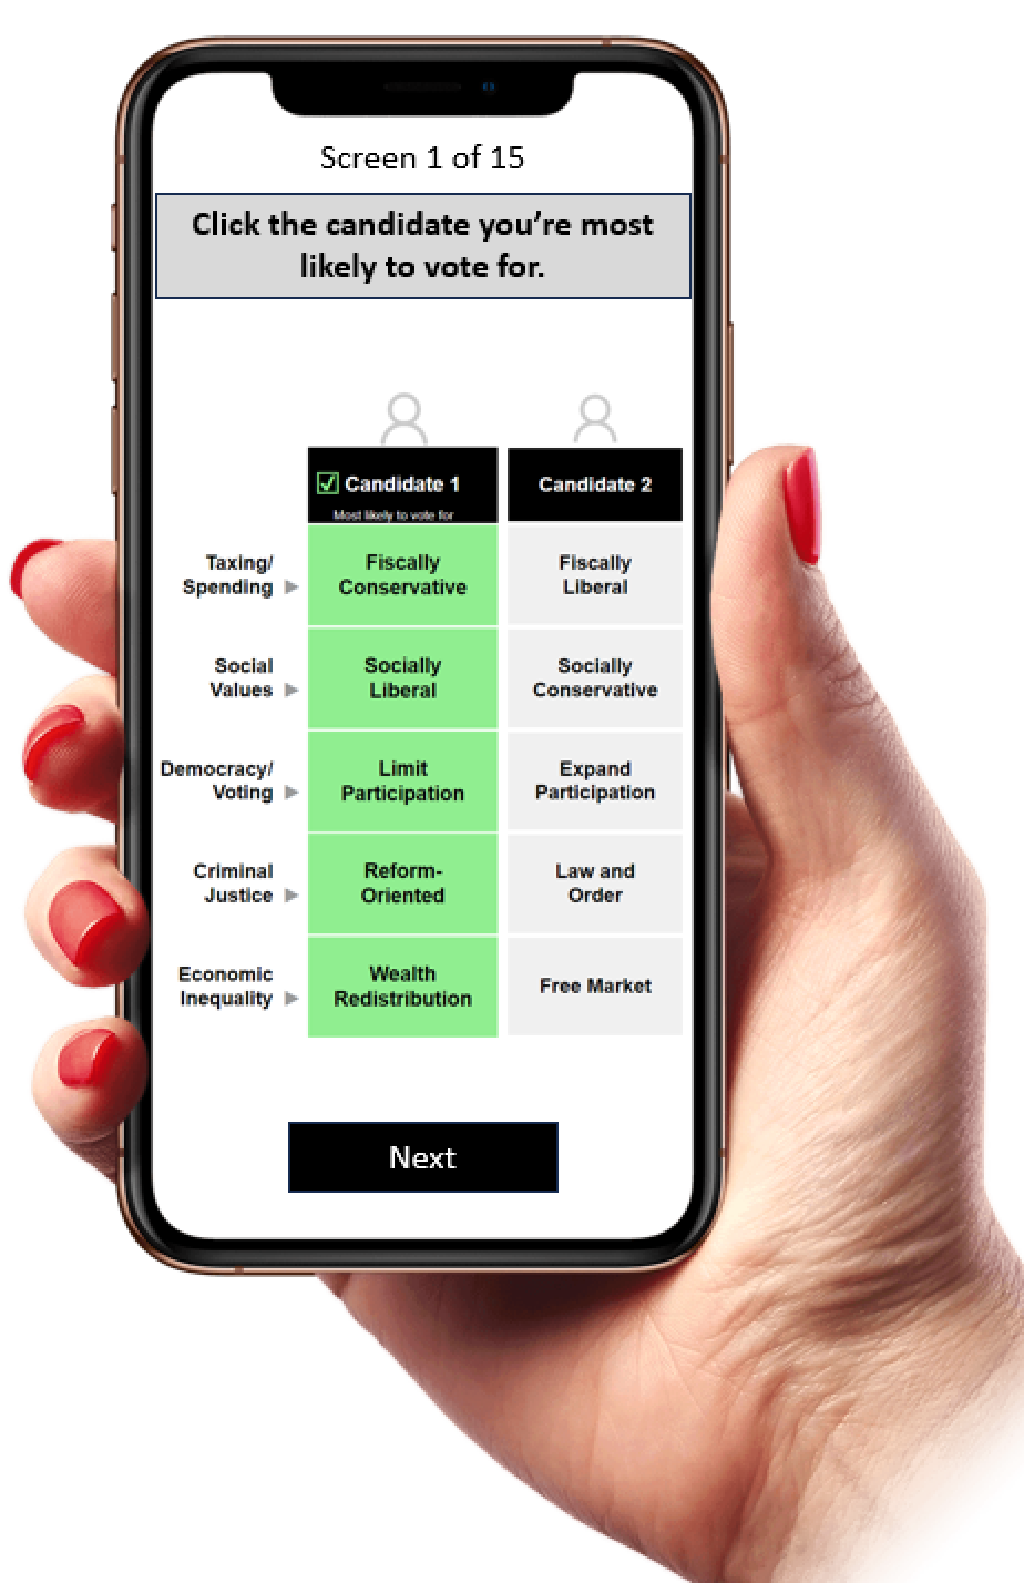 Screen 1 of 15
Click the candidate you're most
likely to vote for.
Candidate 1
Most likely to vote for
Candidate 2
Taxing/
Spending
Fiscally
Conservative
Fiscally
Liberal
Social
Values
Socially
Liberal
Socially
Conservative
Democracy/
Voting
Limit
Participation
Expand
Participation
Criminal
Justice
Reform-
Oriented
Law and
Order
Economic
Inequality
Wealth
Redistribution
Free Market
Next